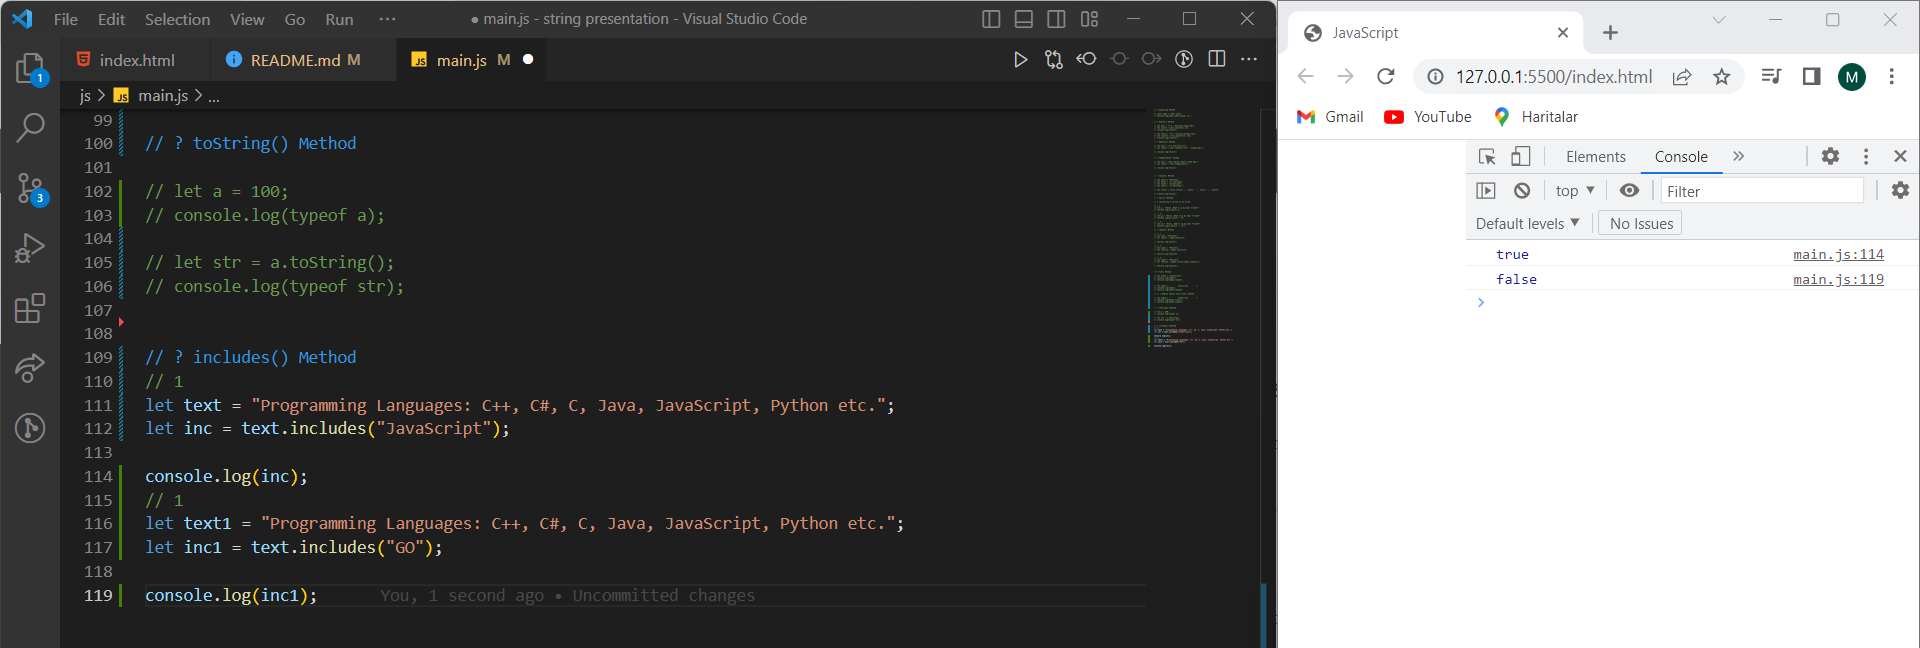 File Edit Selection View Go Run ··· ● main.js - string presentation - Visual Studio Code
index.html README.md M main.js M
js > main.js > ...
99
100 // ? toString() Method
101
102 // let a = 100;
103 // console.log(typeof a);
104
105 // let str = a.toString();
106 // console.log(typeof str);
107
108
109 // ? includes() Method
110 // 1
111 let text = "Programming Languages: C++, C#, C, Java, JavaScript, Python etc.";
112 let inc = text.includes("JavaScript");
113
114 console.log(inc);
115 // 1
116 let text1 = "Programming Languages: C++, C#, C, Java, JavaScript, Python etc.";
117 let inc1 = text.includes("GO");
118
119 console.log(inc1); You, 1 second ago • Uncommitted changes
1
3
JavaScript
127.0.0.1:5500/index.html M
Gmail YouTube Haritalar
Elements Console »
top ▼ Filter
Default levels ▼ No Issues
true main.js:114
false main.js:119
>